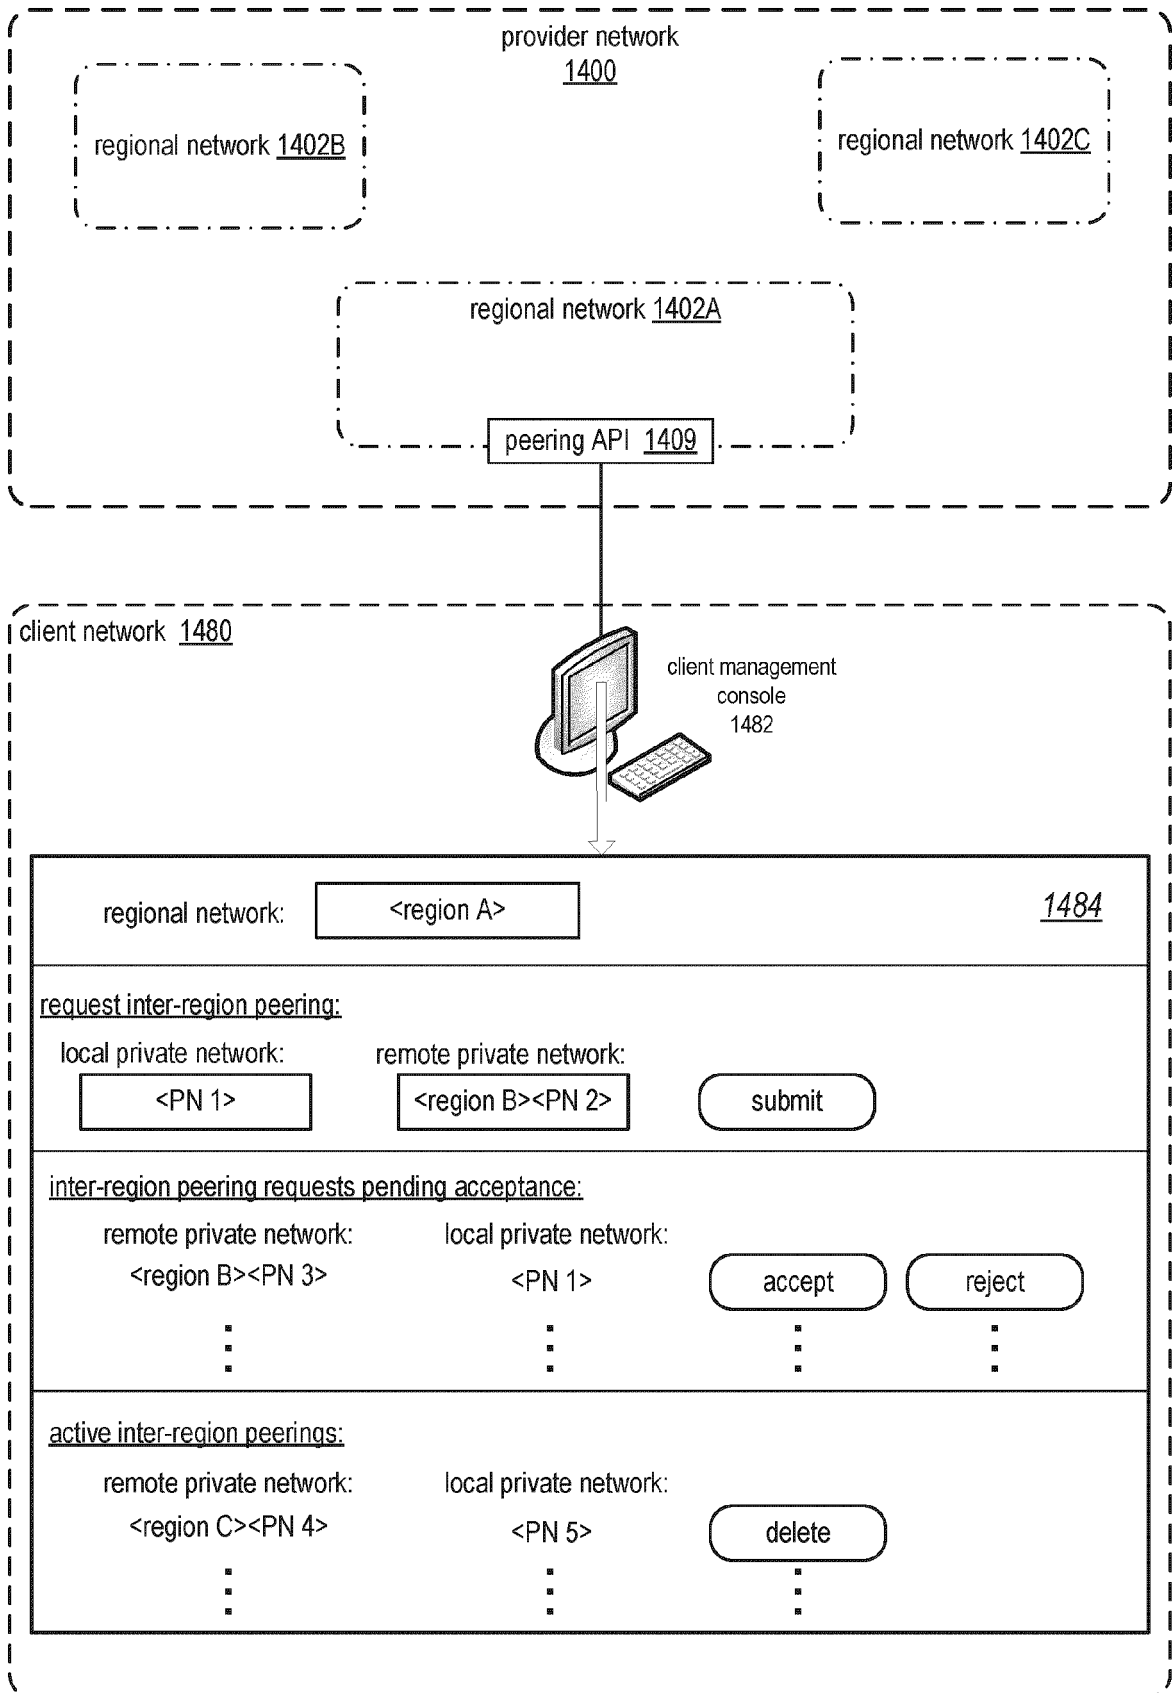 provider network
1400
regional network 1402B
regional network 1402C
regional network 1402A
peering API 1409
client network 1480
client management
console
1482
regional network: <region A>
1484
request inter-region peering:
local private network: remote private network:
<PN 1> <region B><PN 2> submit
inter-region peering requests pending acceptance:
remote private network: local private network:
<region B><PN 3> <PN 1> accept reject
active inter-region peerings:
remote private network: local private network:
<region C><PN 4> <PN 5> delete